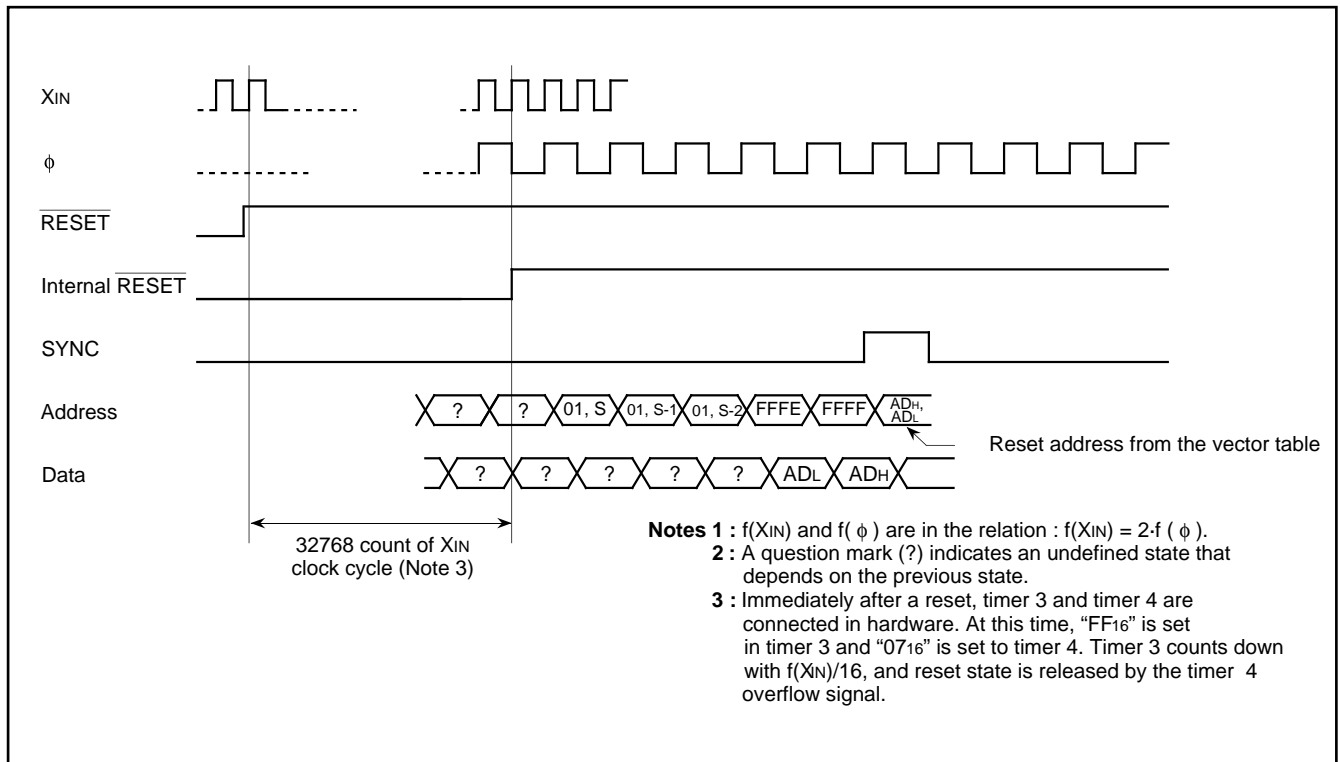 XIN
ϕ
RESET
Internal RESET
SYNC
Address
? ? 01, S 01, S-1 01, S-2 FFFE FFFF ADH,
ADL
Reset address from the vector table
Data
? ? ? ? ? ADL ADH
32768 count of XIN
clock cycle (Note 3)
Notes 1 : f(XIN) and f( ϕ ) are in the relation : f(XIN) = 2·f ( ϕ ).
2 : A question mark (?) indicates an undefined state that
depends on the previous state.
3 : Immediately after a reset, timer 3 and timer 4 are
connected in hardware. At this time, “FF16” is set
in timer 3 and “0716” is set to timer 4. Timer 3 counts down
with f(XIN)/16, and reset state is released by the timer 4
overflow signal.